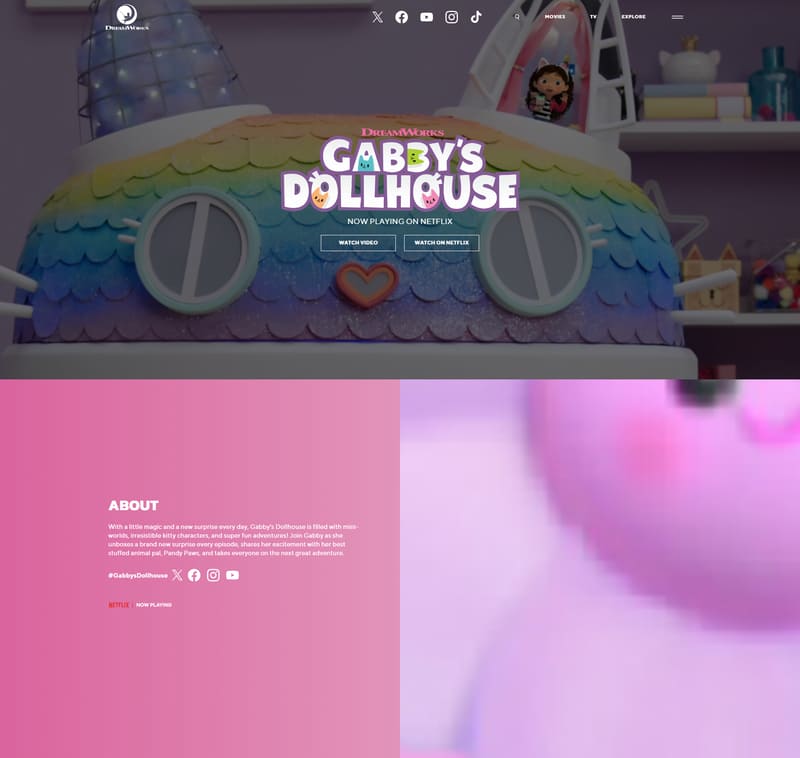 DREAMWORKS
MOVIES
TV
EXPLORE
DREAMWORKS
GABBY'S
DOLLHOUSE
NOW PLAYING ON NETFLIX
WATCH VIDEO
WATCH ON NETFLIX
ABOUT
With a little magic and a new surprise every day, Gabby's Dollhouse is filled with mini-
worlds, irresistible kitty characters, and super fun adventures! Join Gabby as she
unboxes a brand new surprise every episode, shares her excitement with her best
stuffed animal pal, Pandy Paws, and takes everyone on the next great adventure.
#GabbysDollhouse
NETFLIX | NOW PLAYING